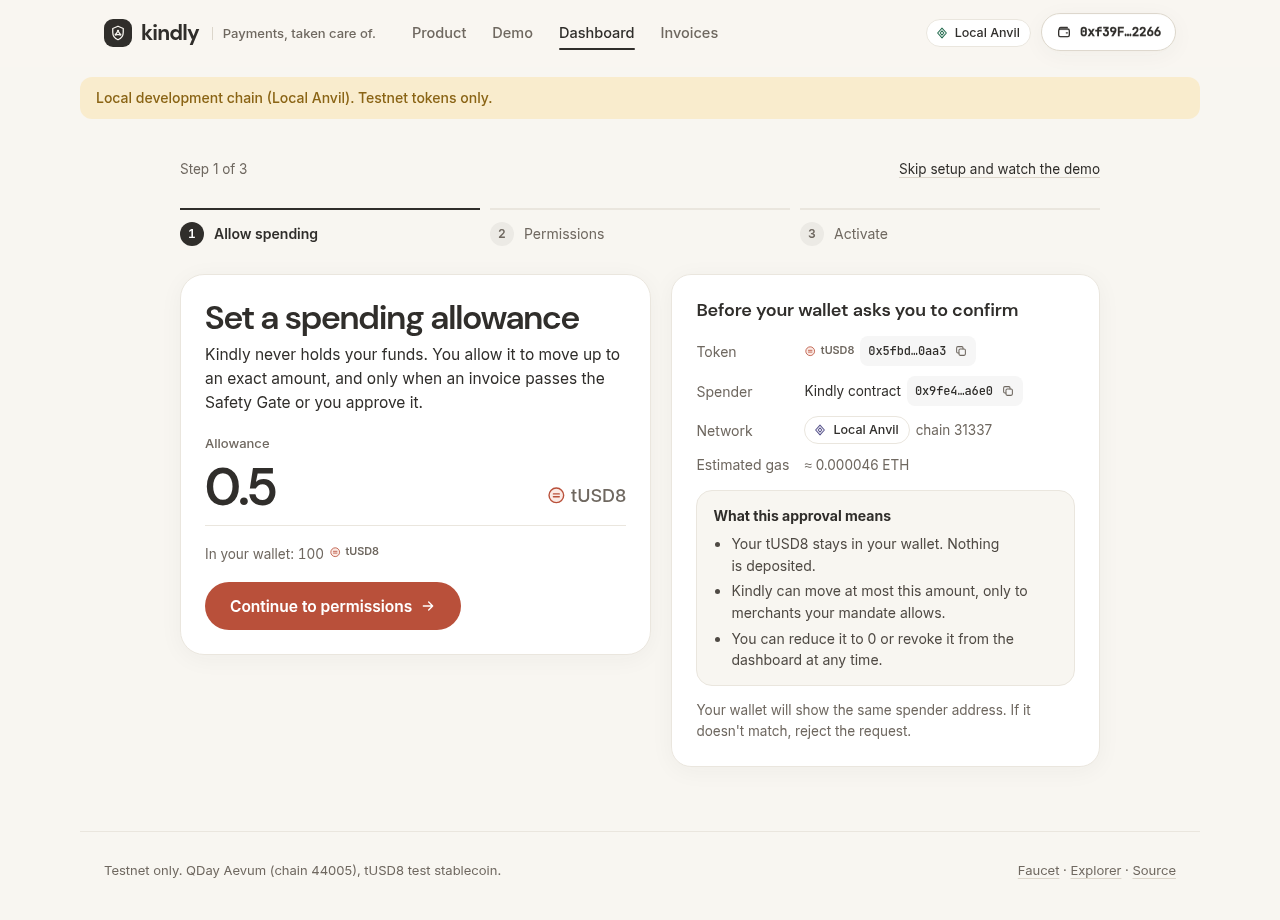 kindly
Payments, taken care of.
Product
Demo
Dashboard
Invoices
Local Anvil
0xf39F…2266
Local development chain (Local Anvil). Testnet tokens only.
Step 1 of 3
Skip setup and watch the demo
1 Allow spending
2 Permissions
3 Activate
Set a spending allowance
Kindly never holds your funds. You allow it to move up to
an exact amount, and only when an invoice passes the
Safety Gate or you approve it.
Allowance
0.5
tUSD8
In your wallet: 100 tUSD8
Continue to permissions →
Before your wallet asks you to confirm
Token tUSD8 0x5fbd…0aa3
Spender Kindly contract 0x9fe4…a6e0
Network Local Anvil chain 31337
Estimated gas ≈ 0.000046 ETH
What this approval means
• Your tUSD8 stays in your wallet. Nothing
is deposited.
• Kindly can move at most this amount, only to
merchants your mandate allows.
• You can reduce it to 0 or revoke it from the
dashboard at any time.
Your wallet will show the same spender address. If it
doesn't match, reject the request.
Testnet only. QDay Aevum (chain 44005), tUSD8 test stablecoin.
Faucet · Explorer · Source